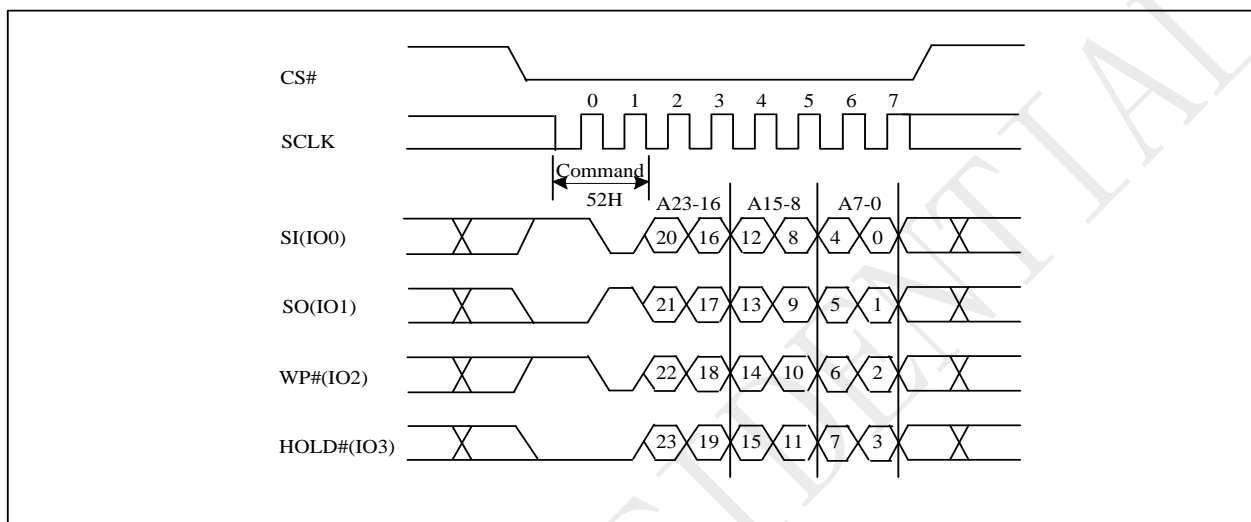 CS#
0 1 2 3 4 5 6 7
SCLK
Command
52H
A23-16 A15-8 A7-0
SI(IO0) 20 16 12 8 4 0
SO(IO1) 21 17 13 9 5 1
WP#(IO2) 22 18 14 10 6 2
HOLD#(IO3) 23 19 15 11 7 3